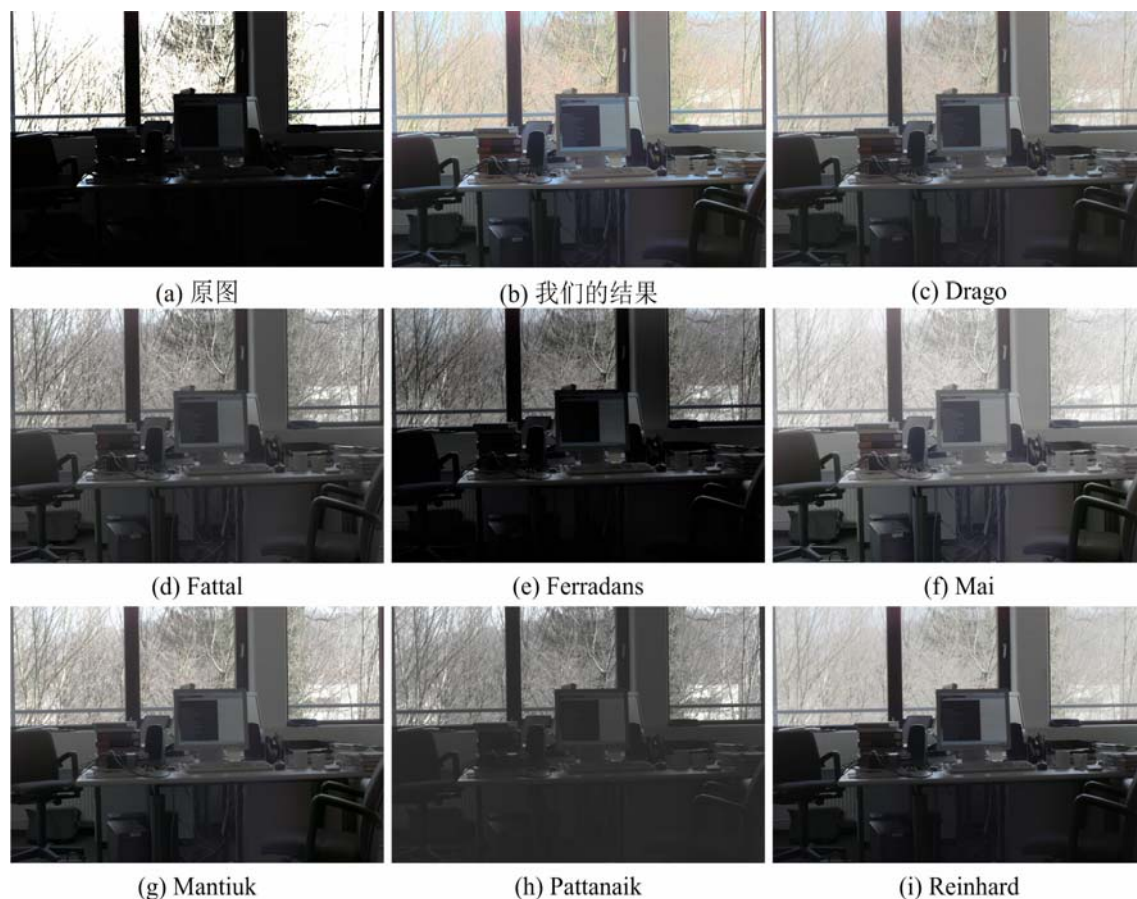 (a) 原图
(b) 我们的结果
(c) Drago
(d) Fattal
(e) Ferradans
(f) Mai
(g) Mantiuk
(h) Pattanaik
(i) Reinhard